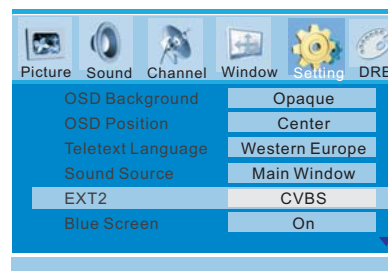 Picture Sound Channel Window Setting DRE
OSD Background Opaque
OSD Position Center
Teletext Language Western Europe
Sound Source Main Window
EXT2 CVBS
Blue Screen On